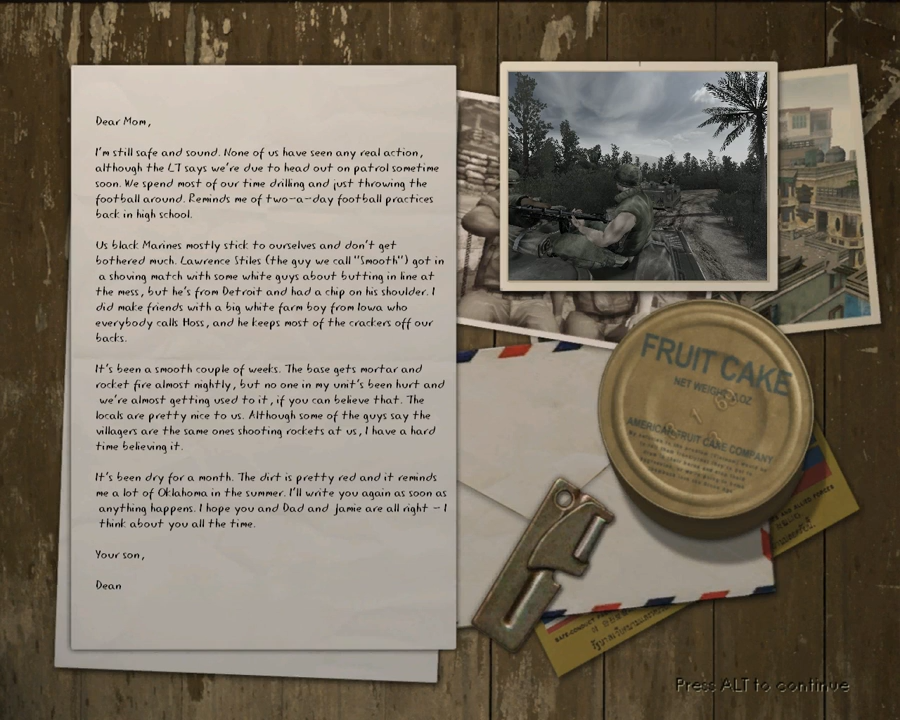 Dear Mom,
I'm still safe and sound. None of us have seen any real action,
although the LT says we're due to head out on patrol sometime
soon. We spend most of our time drilling and just throwing the
football around. Reminds me of two-a-day football practices
back in high school.
Us black Marines mostly stick to ourselves and don't get
bothered much. Lawrence Stiles (the guy we call "Smooth") got in
a shoving match with some white guys about butting in line at
the mess, but he's from Detroit and had a chip on his shoulder. I
did make friends with a big white farm boy from Iowa who
everybody calls Hoss, and he keeps most of the crackers off our
backs.
It's been a smooth couple of weeks. The base gets mortar and
rocket fire almost nightly, but no one in my unit's been hurt and
we're almost getting used to it, if you can believe that. The
locals are pretty nice to us. Although some of the guys say the
villagers are the same ones shooting rockets at us, I have a hard
time believing it.
It's been dry for a month. The dirt is pretty red and it reminds
me a lot of Oklahoma in the summer. I'll write you again as soon as
anything happens. I hope you and Dad and Jamie are all right - I
think about you all the time.
Your son,
Dean
FRUIT CAKE
NET WEIGHT OZ
AMERICAN FRUIT CAKE COMPANY
ALLIED FORCES
SAFE-CONDUCT
Press ALT to continue